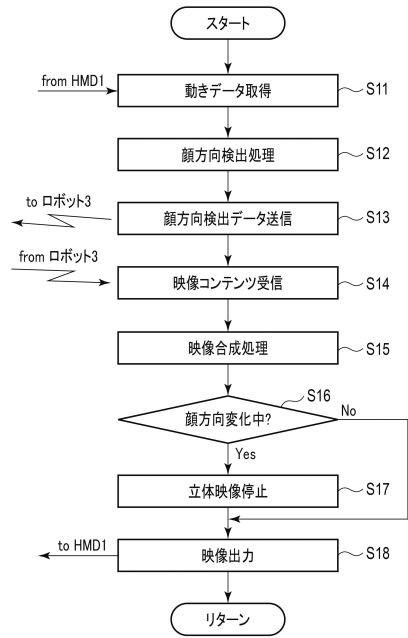 スタート
from HMD1
動きデータ取得
S11
顔方向検出処理
S12
to ロボット3
顔方向検出データ送信
S13
from ロボット3
映像コンテンツ受信
S14
映像合成処理
S15
顔方向変化中?
S16
No
Yes
立体映像停止
S17
to HMD1
映像出力
S18
リターン